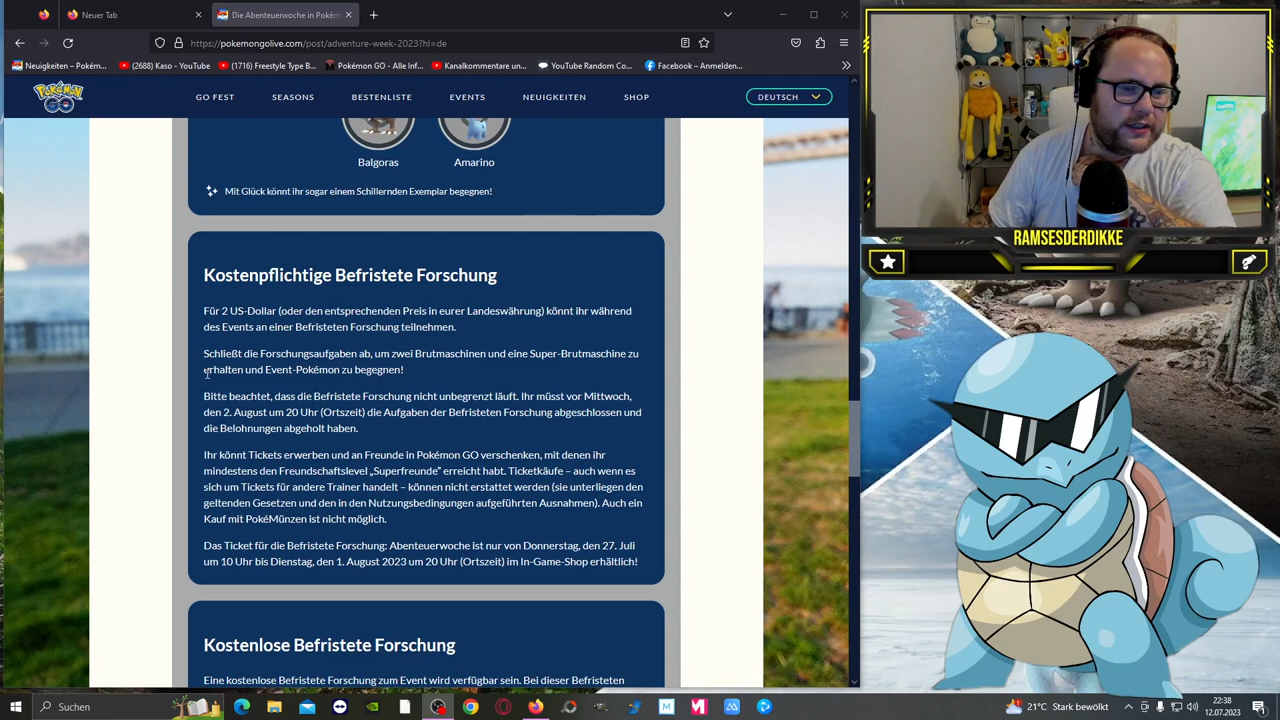 Neuer Tab
Die Abenteuerwoche in Pokém
https://pokemongolive.com/post/adventure-week-2023?hl=de
Neuigkeiten – Pokém...
(2688) Kaso - YouTube
(1716) Freestyle Type B...
Pokémon GO - Alle Inf...
Kanalkommentare un...
YouTube Random Co...
Facebook – Anmelden...
POKÉMON GO
GO FEST
SEASONS
BESTENLISTE
EVENTS
NEUIGKEITEN
SHOP
DEUTSCH
Balgoras
Amarino
Mit Glück könnt ihr sogar einem Schillernden Exemplar begegnen!
Kostenpflichtige Befristete Forschung
Für 2 US-Dollar (oder den entsprechenden Preis in eurer Landeswährung) könnt ihr während
des Events an einer Befristeten Forschung teilnehmen.
Schließt die Forschungsaufgaben ab, um zwei Brutmaschinen und eine Super-Brutmaschine zu
erhalten und Event-Pokémon zu begegnen!
Bitte beachtet, dass die Befristete Forschung nicht unbegrenzt läuft. Ihr müsst vor Mittwoch,
den 2. August um 20 Uhr (Ortszeit) die Aufgaben der Befristeten Forschung abgeschlossen und
die Belohnungen abgeholt haben.
Ihr könnt Tickets erwerben und an Freunde in Pokémon GO verschenken, mit denen ihr
mindestens den Freundschaftslevel „Superfreunde” erreicht habt. Ticketkäufe – auch wenn es
sich um Tickets für andere Trainer handelt – können nicht erstattet werden (sie unterliegen den
geltenden Gesetzen und den in den Nutzungsbedingungen aufgeführten Ausnahmen). Auch ein
Kauf mit PokéMünzen ist nicht möglich.
Das Ticket für die Befristete Forschung: Abenteuerwoche ist nur von Donnerstag, den 27. Juli
um 10 Uhr bis Dienstag, den 1. August 2023 um 20 Uhr (Ortszeit) im In-Game-Shop erhältlich!
Kostenlose Befristete Forschung
Eine kostenlose Befristete Forschung zum Event wird verfügbar sein. Bei dieser Befristeten
RAMSESDERDIKKE
Suchen
21°C Stark bewölkt
22:38
12.07.2023